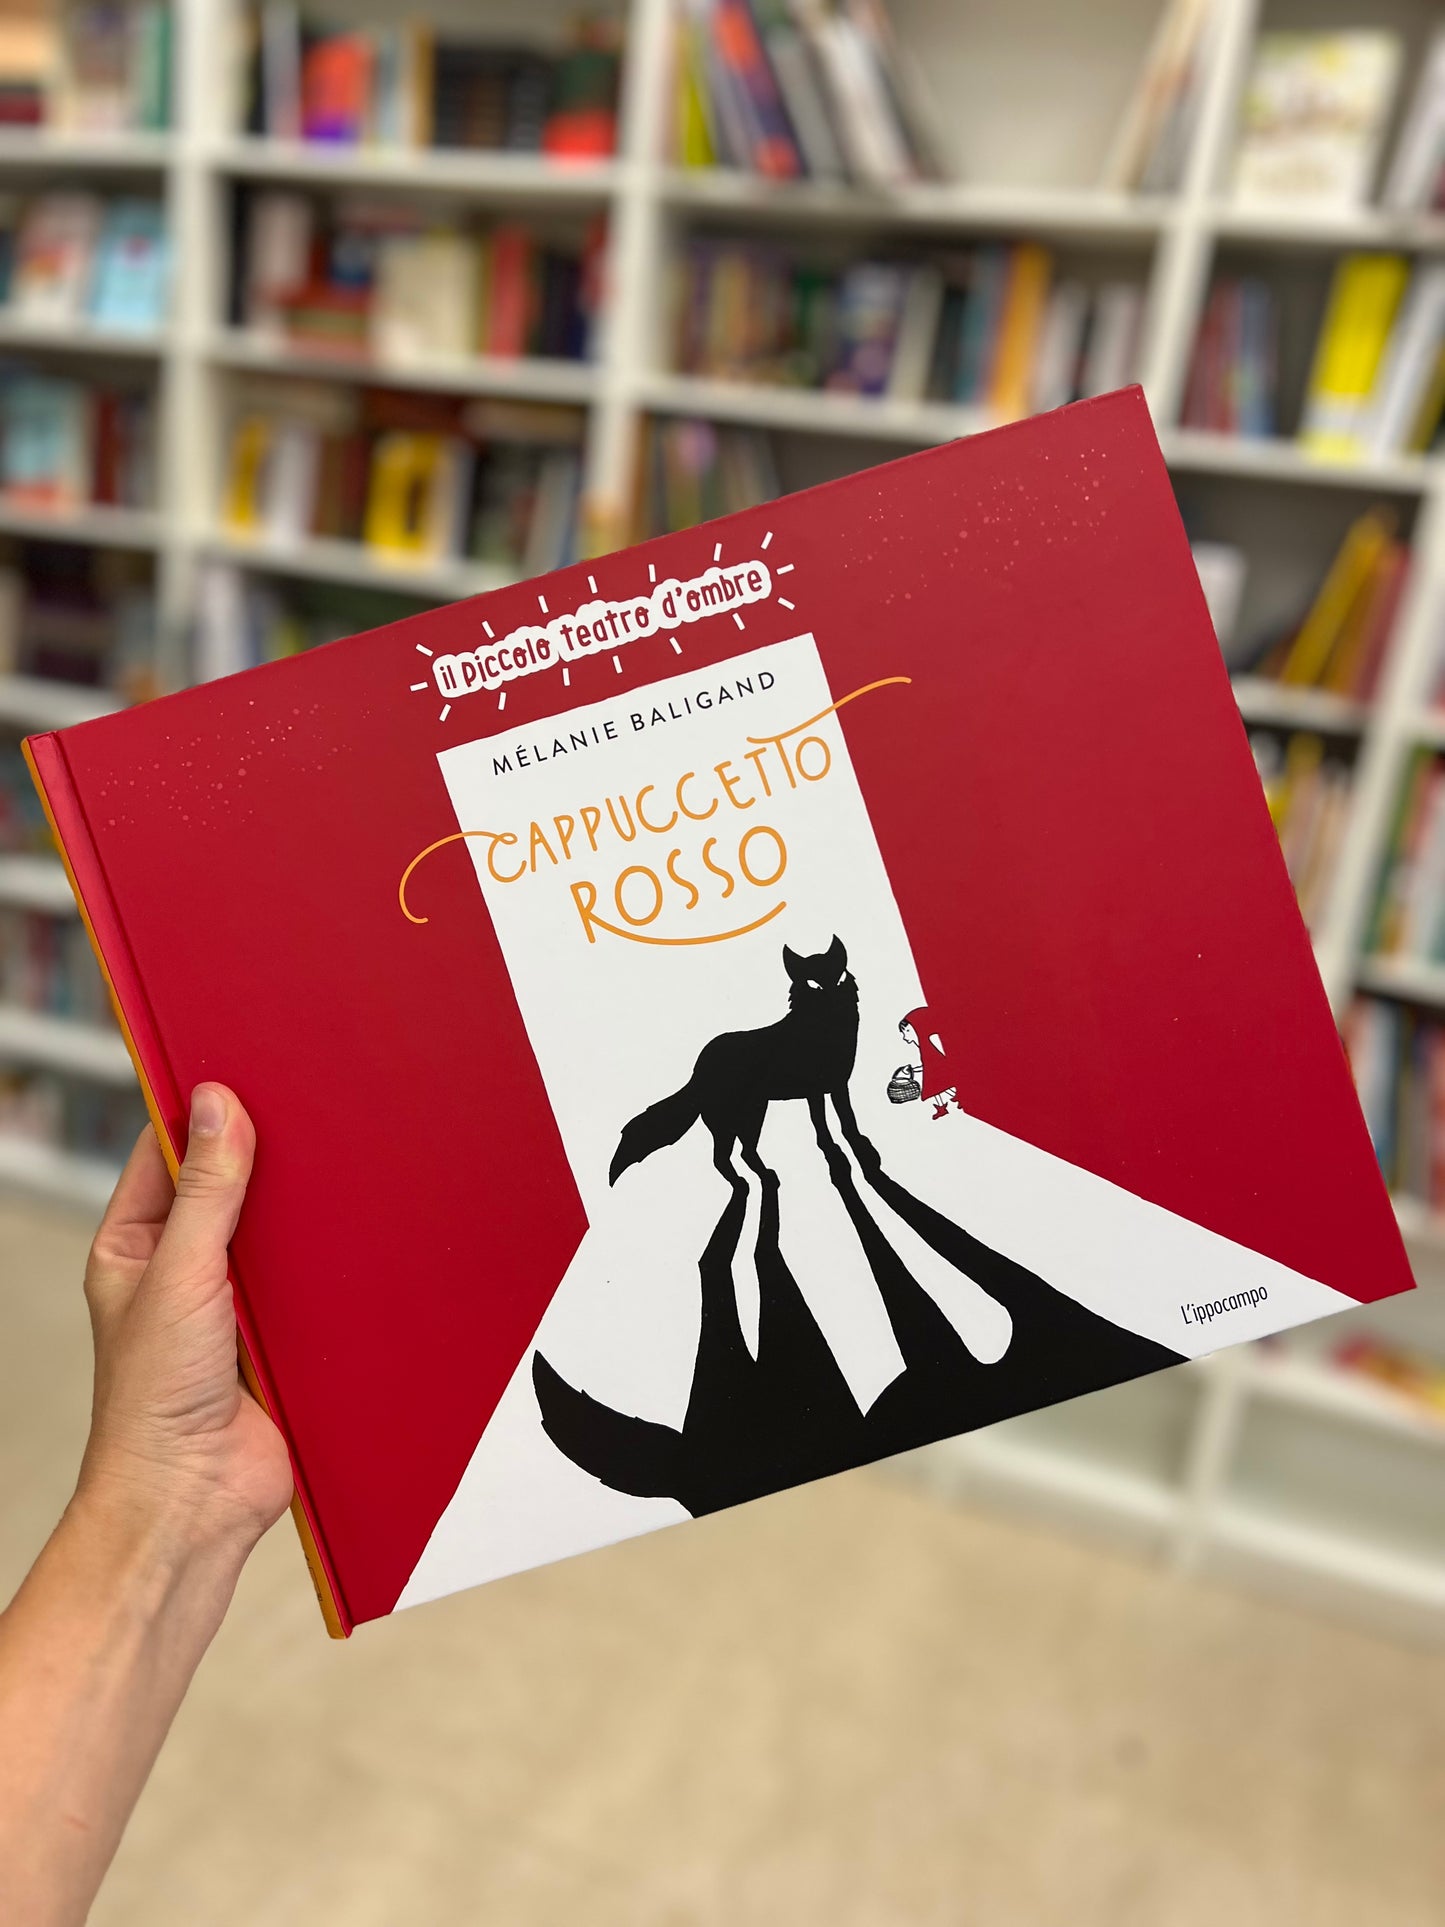 il piccolo teatro d'ombre
MÉLANIE BALIGAND
CAPPUCCETTO
ROSSO
L'ippocampo